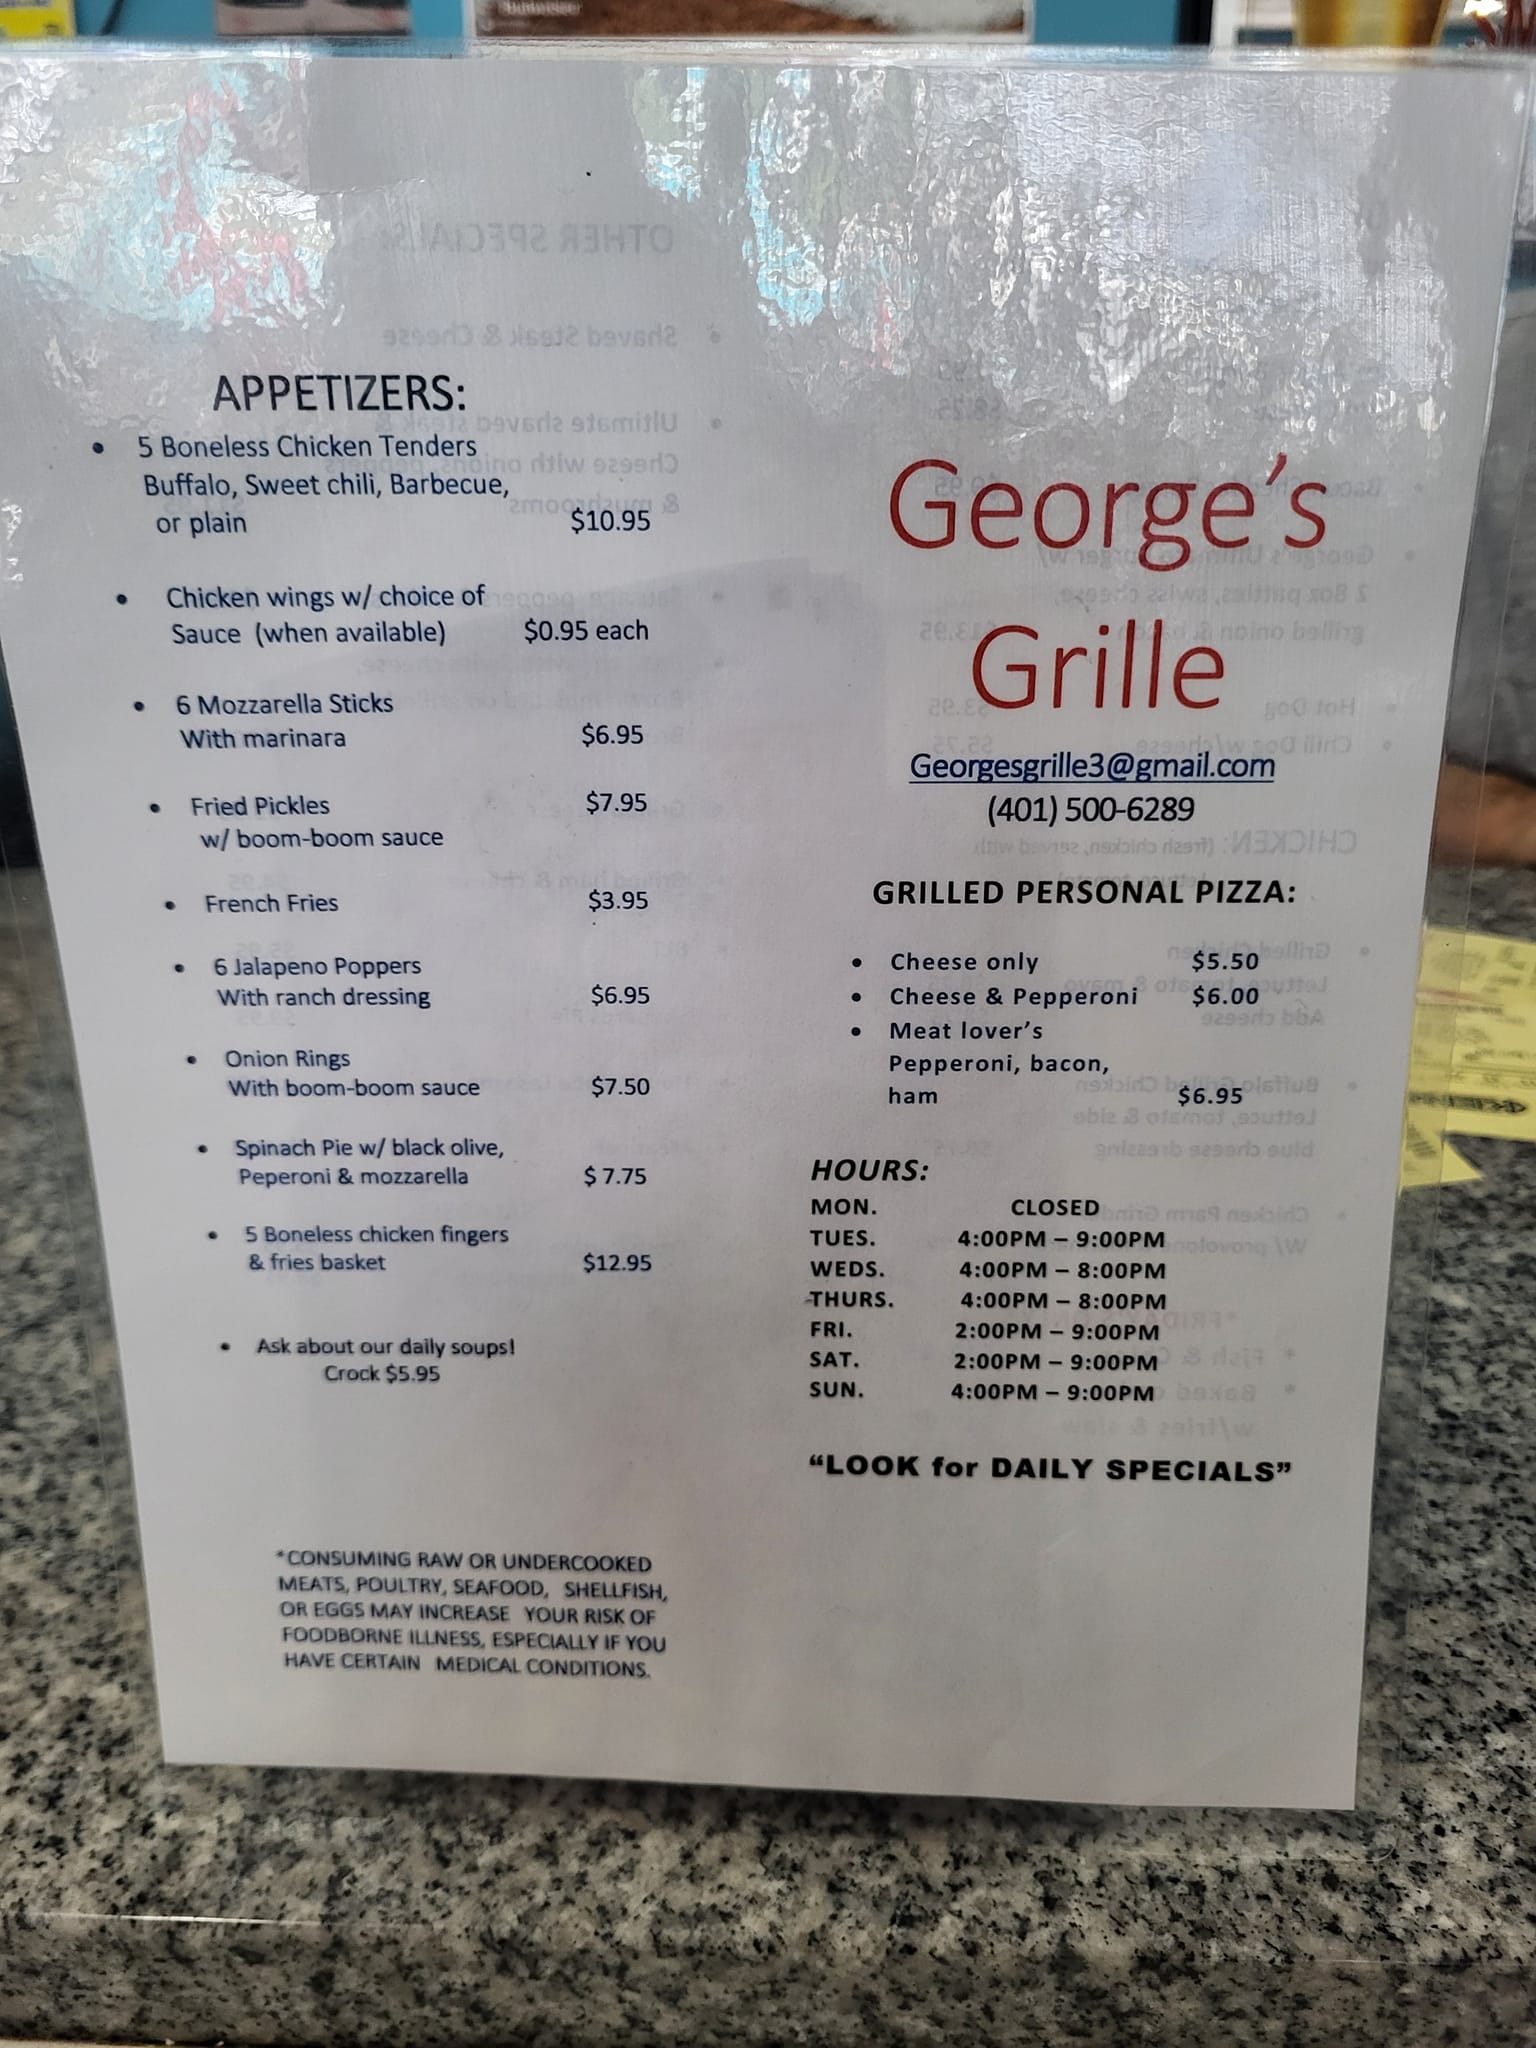 APPETIZERS:
• 5 Boneless Chicken Tenders
Buffalo, Sweet chili, Barbecue,
or plain $10.95
• Chicken wings w/ choice of
Sauce (when available) $0.95 each
• 6 Mozzarella Sticks
With marinara $6.95
• Fried Pickles $7.95
w/ boom-boom sauce
• French Fries $3.95
• 6 Jalapeno Poppers
With ranch dressing $6.95
• Onion Rings
With boom-boom sauce $7.50
• Spinach Pie w/ black olive,
Peperoni & mozzarella $ 7.75
• 5 Boneless chicken fingers
& fries basket $12.95
• Ask about our daily soups!
Crock $5.95
*CONSUMING RAW OR UNDERCOOKED
MEATS, POULTRY, SEAFOOD, SHELLFISH,
OR EGGS MAY INCREASE YOUR RISK OF
FOODBORNE ILLNESS, ESPECIALLY IF YOU
HAVE CERTAIN MEDICAL CONDITIONS.
George's
Grille
Georgesgrille3@gmail.com
(401) 500-6289
GRILLED PERSONAL PIZZA:
• Cheese only $5.50
• Cheese & Pepperoni $6.00
• Meat lover's
Pepperoni, bacon,
ham $6.95
HOURS:
MON. CLOSED
TUES. 4:00PM – 9:00PM
WEDS. 4:00PM – 8:00PM
THURS. 4:00PM – 8:00PM
FRI. 2:00PM – 9:00PM
SAT. 2:00PM – 9:00PM
SUN. 4:00PM – 9:00PM
"LOOK for DAILY SPECIALS"